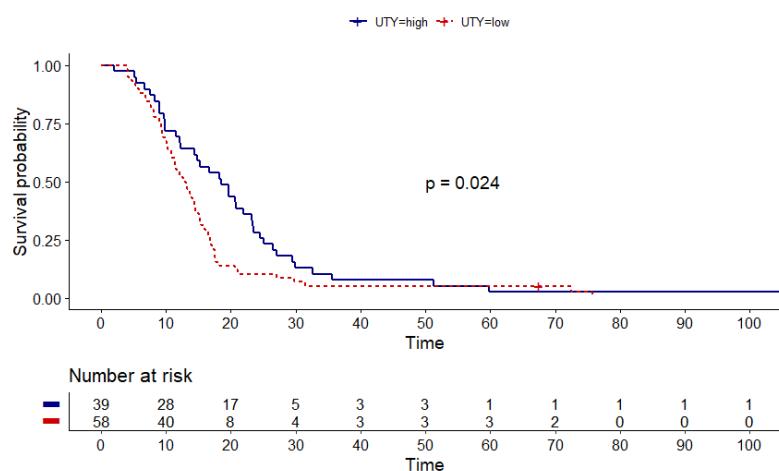 UTY=high UTY=low
1.00
0.75
0.50
0.25
0.00
Survival probability
p = 0.024
0 10 20 30 40 50 60 70 80 90 100
Time
Number at risk
39 28 17 5 3 3 1 1 1 1 1
58 40 8 4 3 3 3 2 0 0 0
0 10 20 30 40 50 60 70 80 90 100
Time